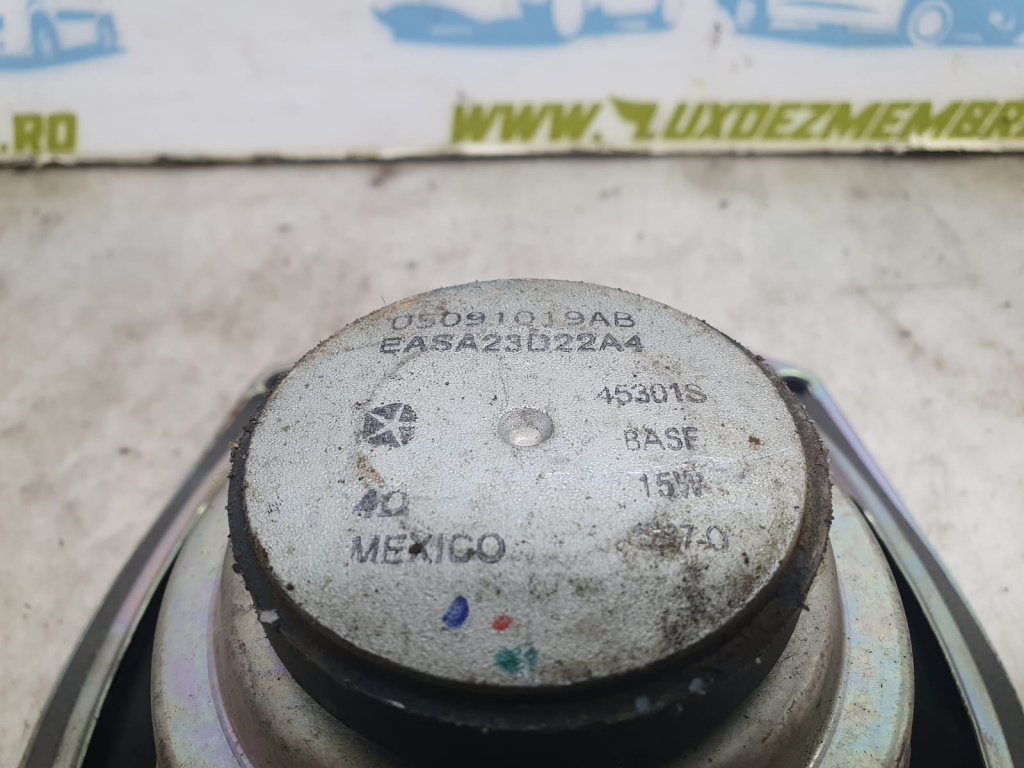 .RO
WWW.LUXDEZMEMBR
05091019AB
EASA23D22A4
45301S
BASE
15W
4Ω
MEXICO